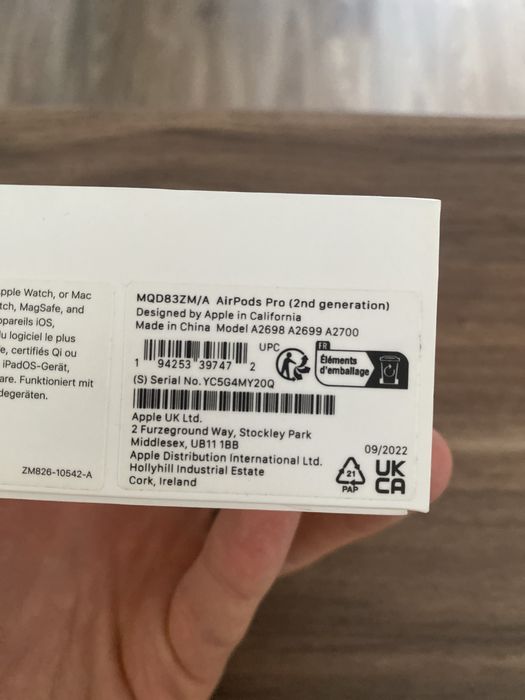 pple Watch, or Mac
tch, MagSafe, and
ppareils iOS,
u logiciel le plus
e, certifiés Qi ou
iPadOS-Gerät,
are. Funktioniert mit
degeräten.
ZM826-10542-A
MQD83ZM/A AirPods Pro (2nd generation)
Designed by Apple in California
Made in China Model A2698 A2699 A2700
UPC
1 94253 39747 2
FR
Éléments
d'emballage
(S) Serial No. YC5G4MY20Q
Apple UK Ltd.
2 Furzeground Way, Stockley Park
Middlesex, UB11 1BB
Apple Distribution International Ltd.
Hollyhill Industrial Estate
Cork, Ireland
09/2022
21
PAP
UK
CA